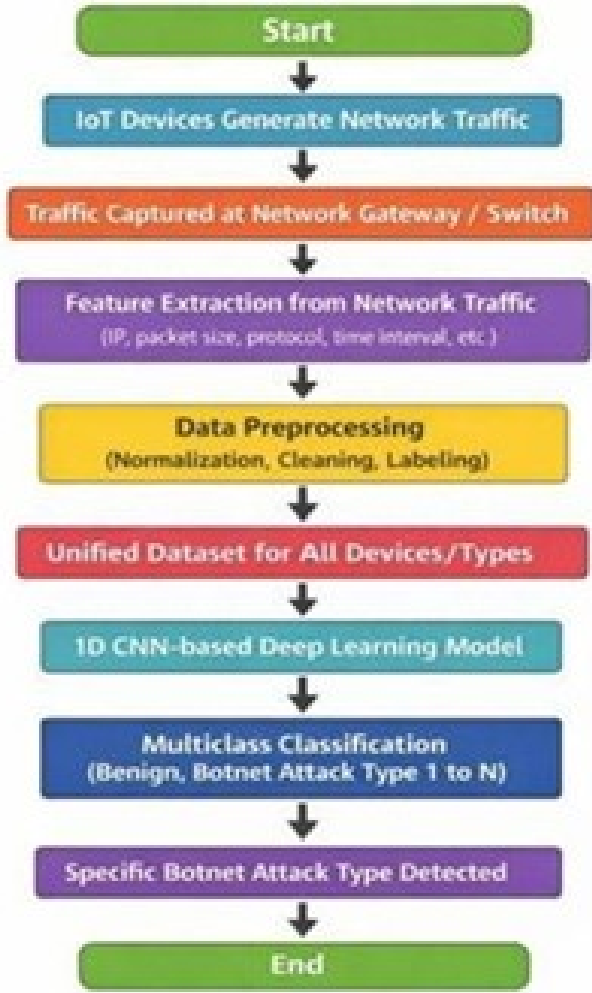 Start
IoT Devices Generate Network Traffic
Traffic Captured at Network Gateway / Switch
Feature Extraction from Network Traffic
(IP, packet size, protocol, time interval, etc.)
Data Preprocessing
(Normalization, Cleaning, Labeling)
Unified Dataset for All Devices/Types
1D CNN-based Deep Learning Model
Multiclass Classification
(Benign, Botnet Attack Type 1 to N)
Specific Botnet Attack Type Detected
End